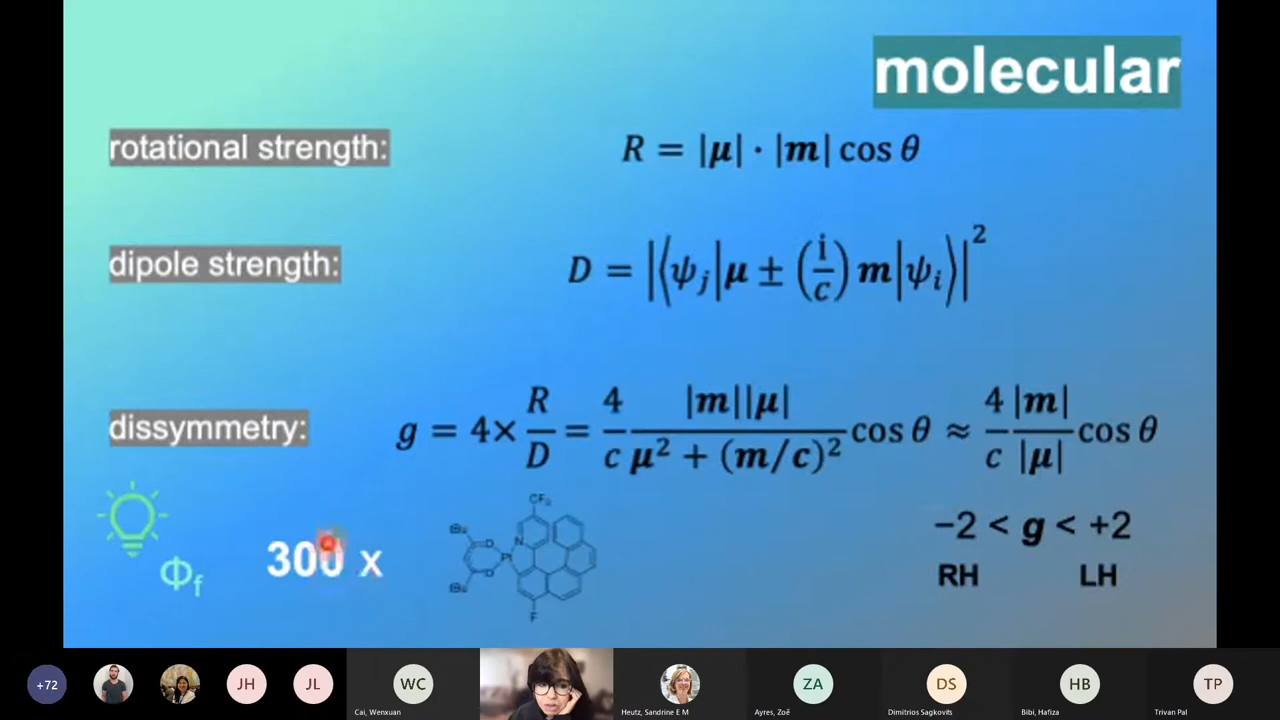 molecular
rotational strength: R = |μ| · |m| cos θ
dipole strength: D = |⟨ψⱼ|μ ± (i/c) m|ψᵢ⟩|²
dissymmetry: g = 4× R/D = 4/c |m||μ|/(μ² + (m/c)²) cos θ ≈ 4/c |m|/|μ| cos θ
−2 < g < +2
RH LH
Φf
300 x
CF₃
N
O
Pt
O
F
+72
JH
JL
WC
ZA
DS
HB
TP
Cai, Wenxuan
Heutz, Sandrine E M
Ayres, Zoë
Dimitrios Sagkovits
Bibi, Hafiza
Trivan Pal